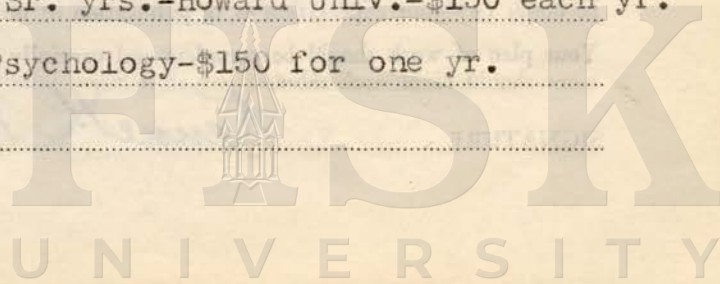 Sr. yrs.-Howard Univ.-$150 each yr.
Psychology-$150 for one yr.
FISK
UNIVERSITY